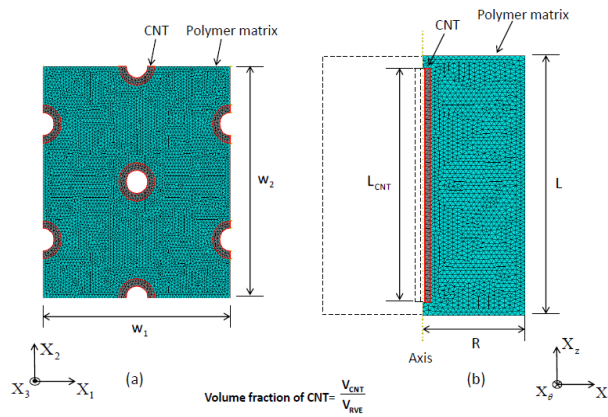 CNT
Polymer matrix
W2
W1
X2
X3
X1
(a)
Polymer matrix
CNT
LCNT
L
R
Axis
(b)
Xz
Xθ
X
Volume fraction of CNT= VCNT
VRVE